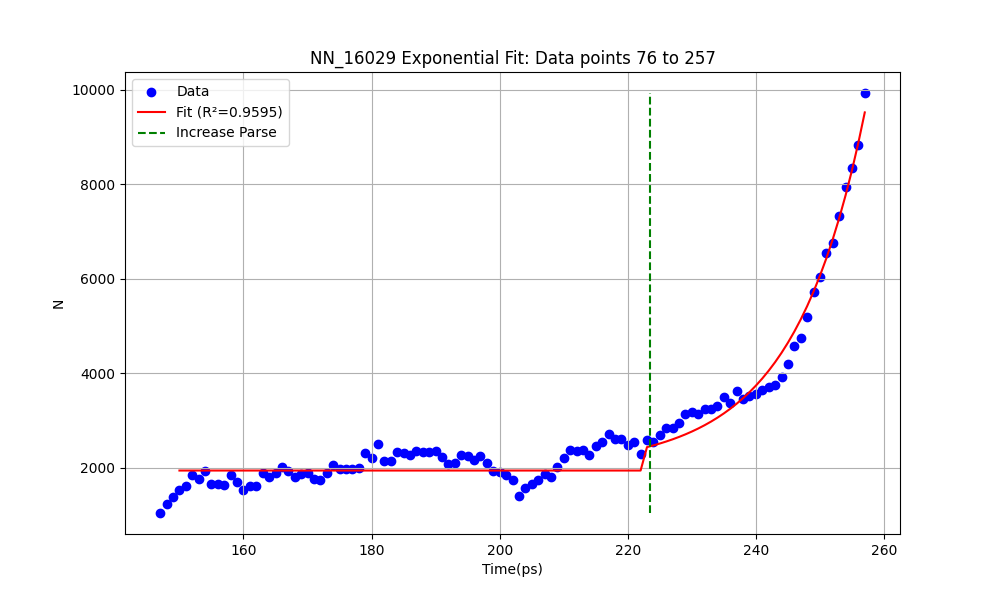 NN_16029 Exponential Fit: Data points 76 to 257
Data
Fit (R²=0.9595)
Increase Parse
10000
8000
6000
4000
2000
N
160
180
200
220
240
260
Time(ps)